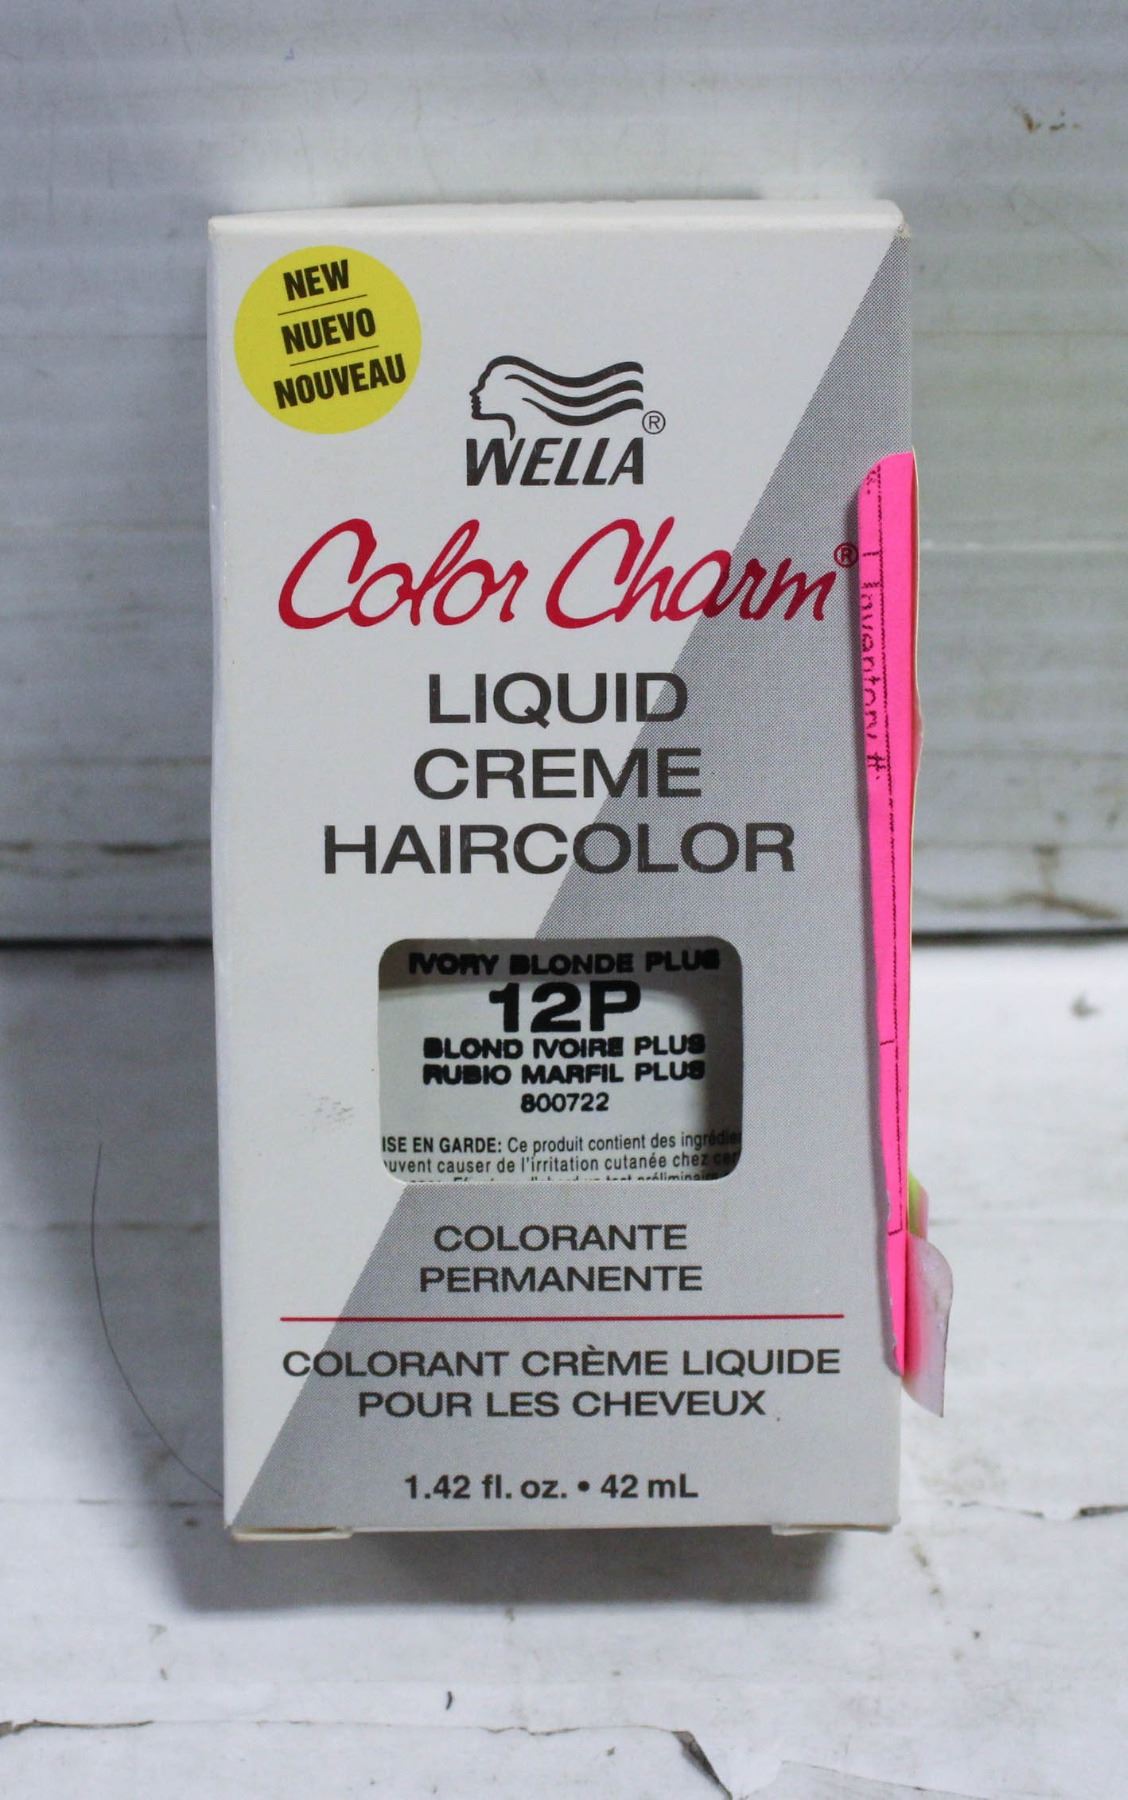 NEW
NUEVO
NOUVEAU
WELLA®
Color Charm®
LIQUID
CREME
HAIRCOLOR
IVORY BLONDE PLUS
12P
BLOND IVOIRE PLUS
RUBIO MARFIL PLUS
800722
ISE EN GARDE: Ce produit contient des ingrédie
uvent causer de l'irritation cutanée chez cer
COLORANTE
PERMANENTE
COLORANT CRÈME LIQUIDE
POUR LES CHEVEUX
1.42 fl. oz. • 42 mL
Inventory #